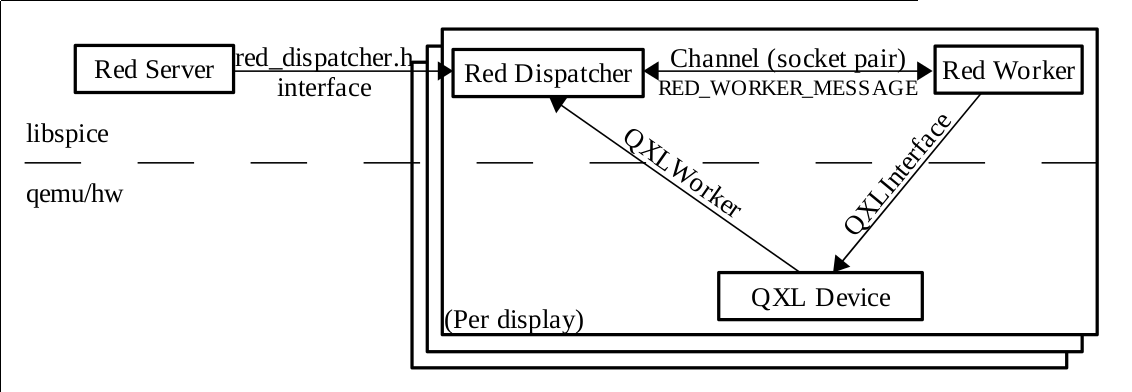 Red Server
red_dispatcher.h
interface
Red Dispatcher
Channel (socket pair)
RED_WORKER_MESSAGE
Red Worker
libspice
qemu/hw
QXLWorker
QXLInterface
QXL Device
(Per display)